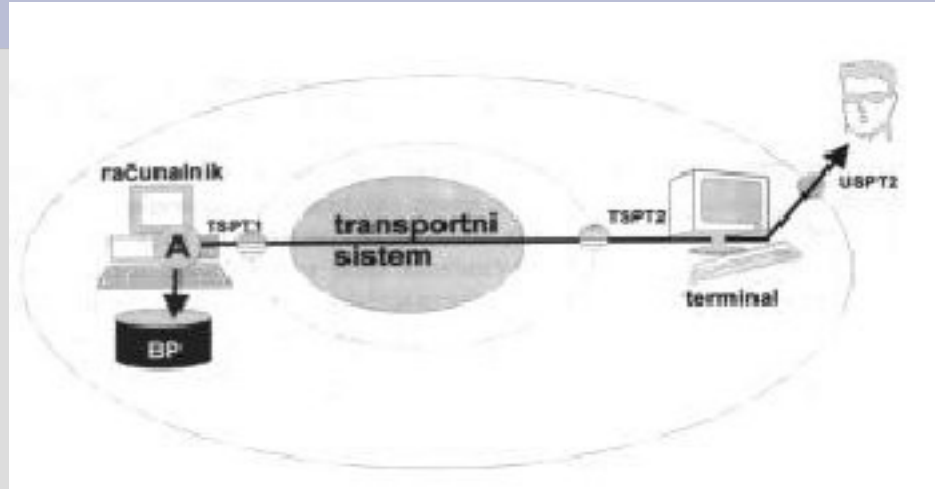 računalnik
TSPT1
A
BP
transportni
sistem
TSPT2
terminal
USPT2